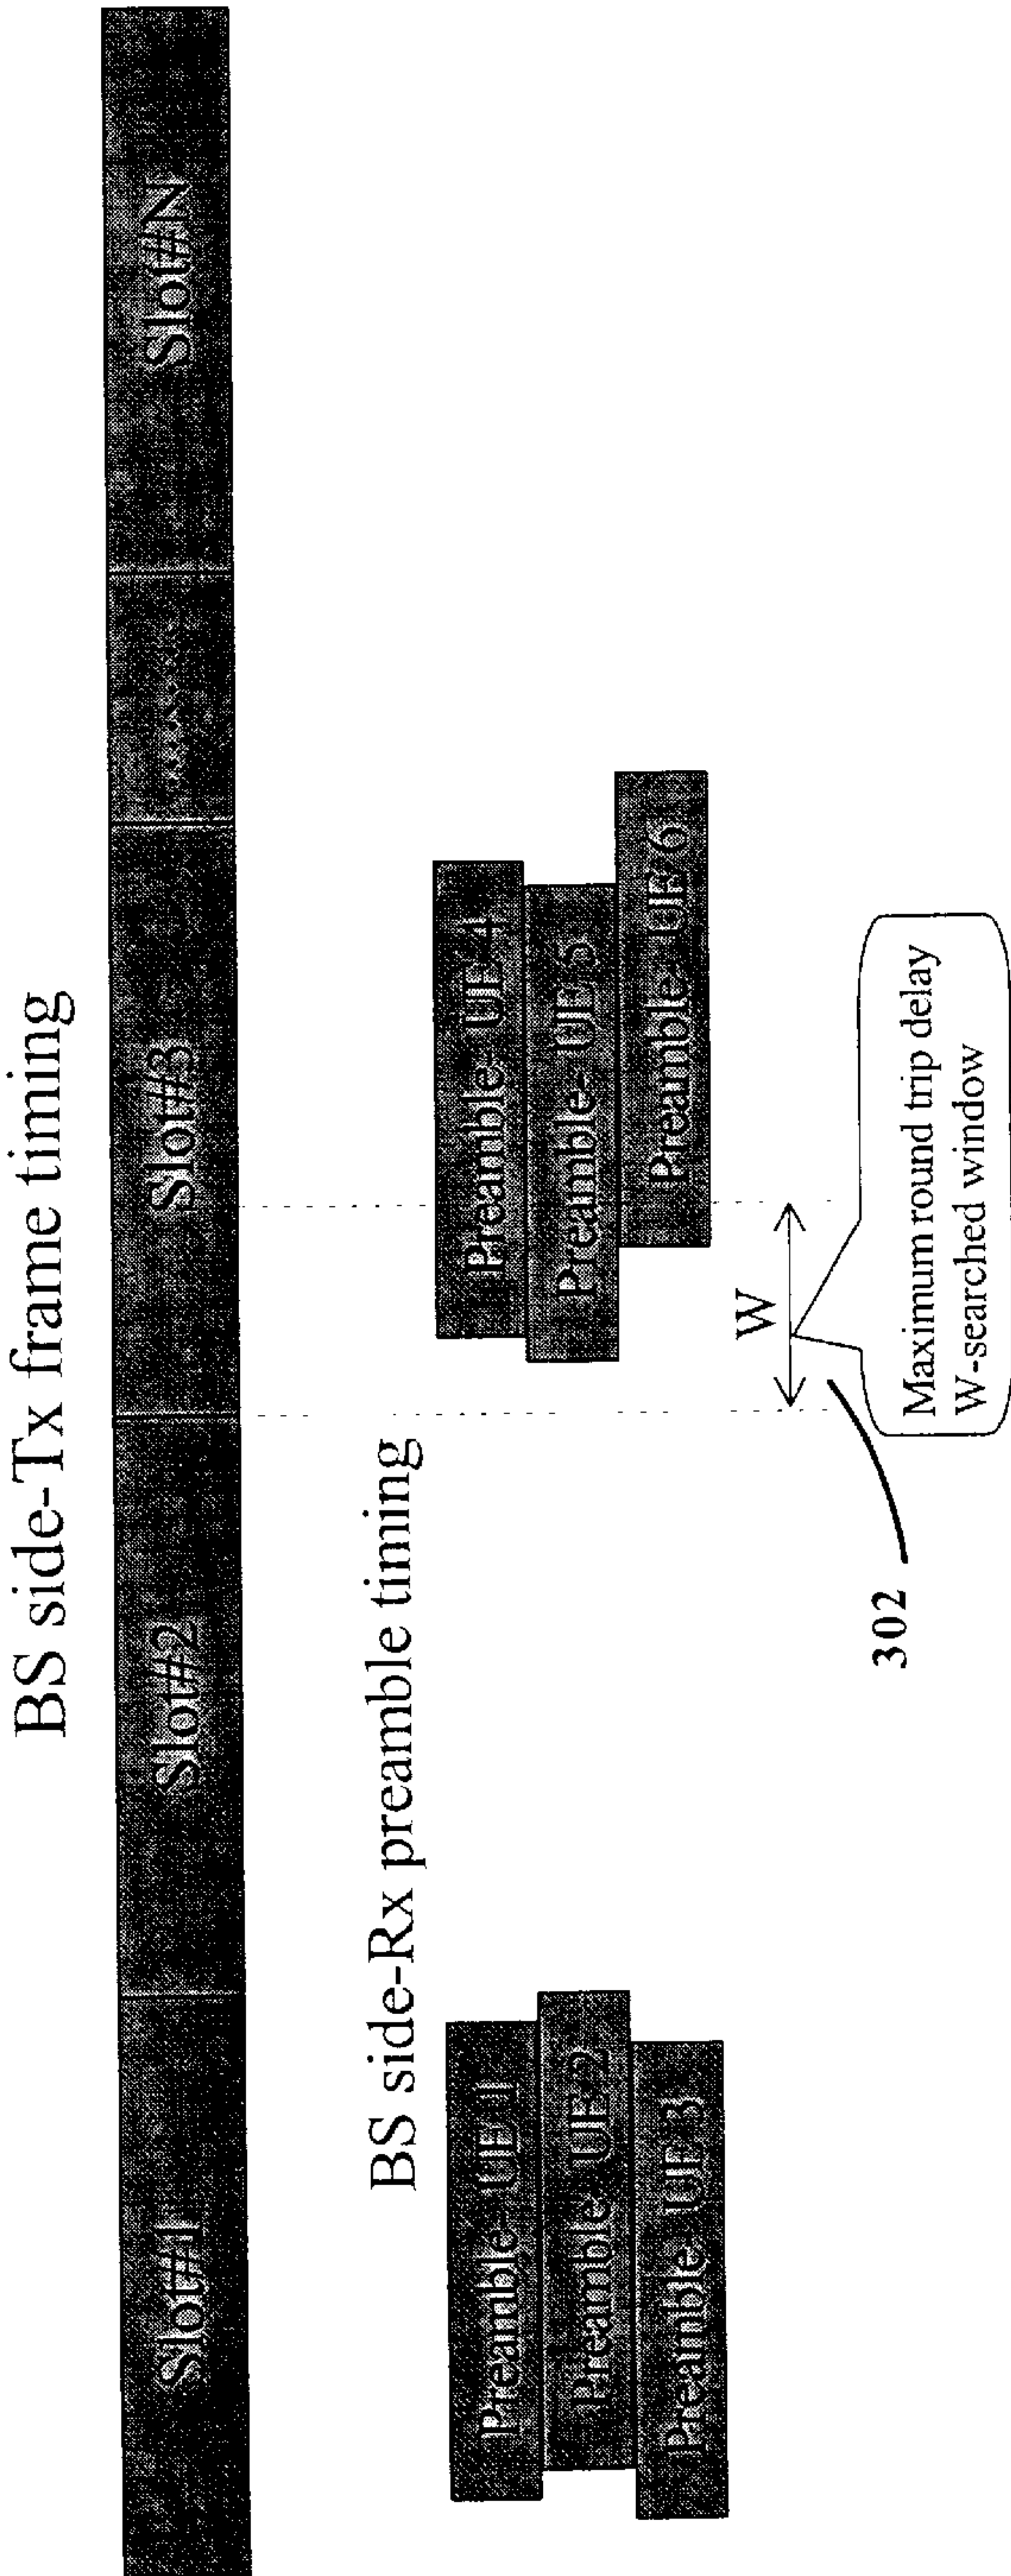 BS side-Tx frame timing
Slot#1
Slot#2
Slot#3
......
Slot#N
BS side-Rx preamble timing
Preamble- UE 1
Preamble- UE 2
Preamble- UE 3
Preamble- UE 4
Preamble- UE 5
Preamble- UE 6
W
302
Maximum round trip delay
W-searched window